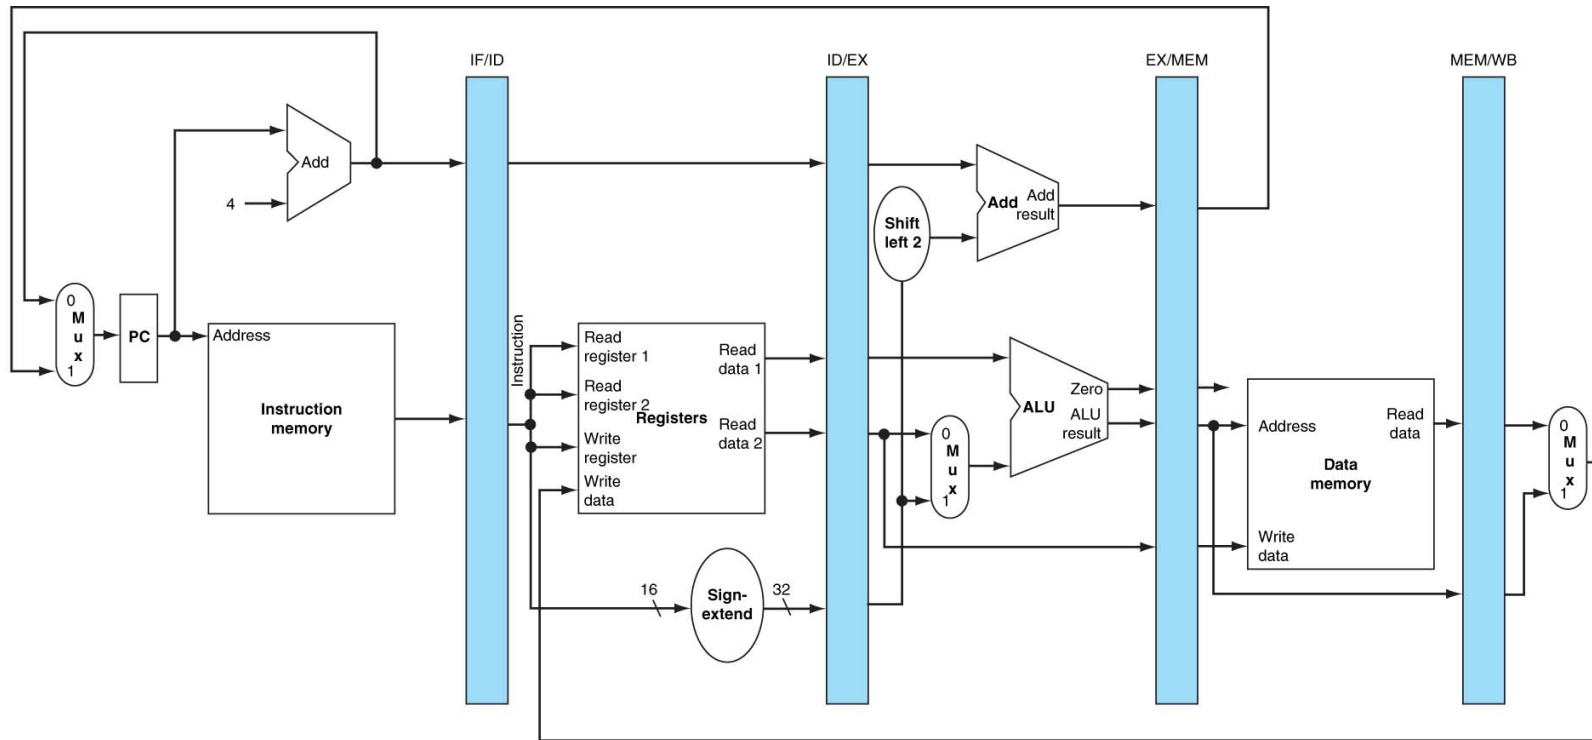 IF/ID
ID/EX
EX/MEM
MEM/WB
Add
4
Shift
left 2
Add
Add
result
0
M
u
x
1
PC
Address
Instruction
memory
Instruction
Read
register 1
Read
register 2
Write
register
Write
data
Registers
Read
data 1
Read
data 2
16
Sign-
extend
32
0
M
u
x
1
Zero
ALU
ALU
result
Address
Read
data
Data
memory
Write
data
0
M
u
x
1